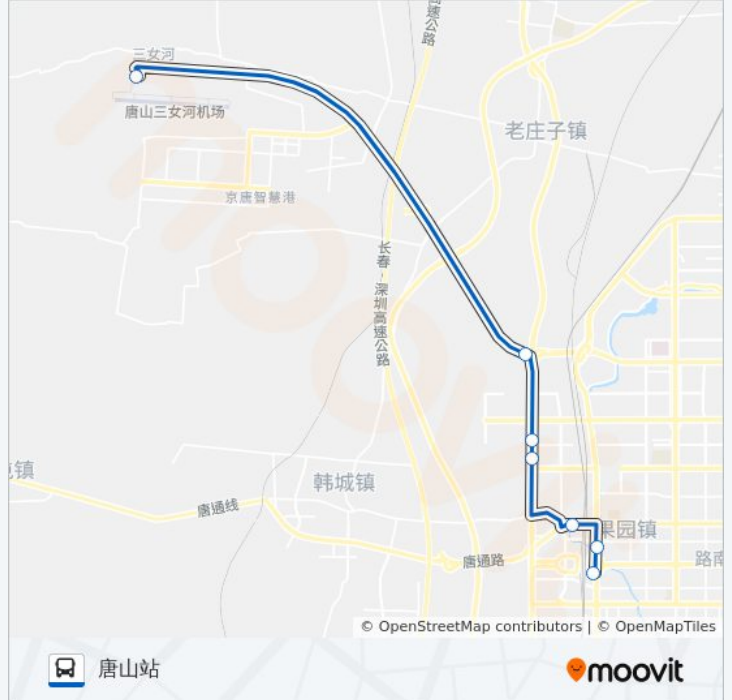 高速公路
三女河
唐山三女河机场
老庄子镇
京唐智慧港
长春-深圳高速公路
镇
韩城镇
唐通线
果园镇
唐通路
路南
© OpenStreetMap contributors | © OpenMapTiles
唐山站
moovit